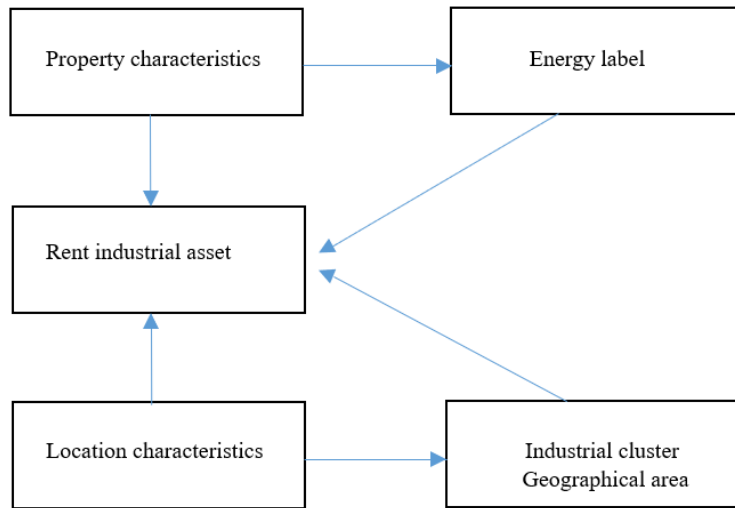 Property characteristics
Energy label
Rent industrial asset
Location characteristics
Industrial cluster
Geographical area